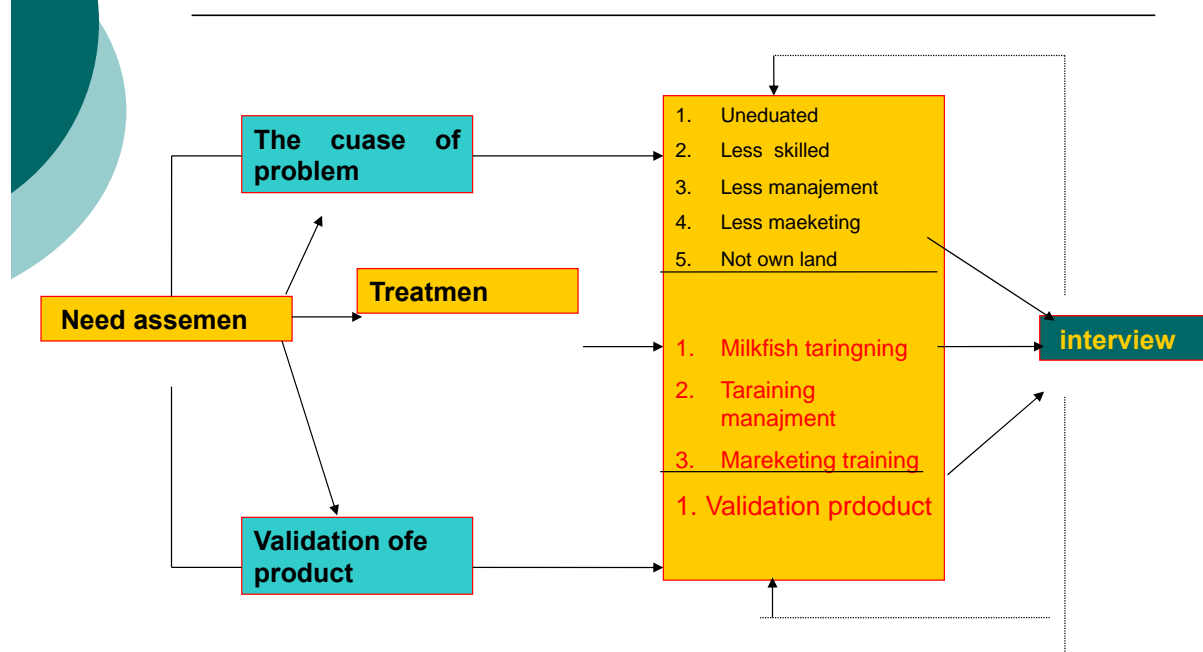 The cuase of
problem
Treatmen
Need assemen
Validation ofe
product
1. Uneduated
2. Less skilled
3. Less manajement
4. Less maeketing
5. Not own land
1. Milkfish taringning
2. Taraining
manajment
3. Mareketing training
1. Validation prdoduct
interview